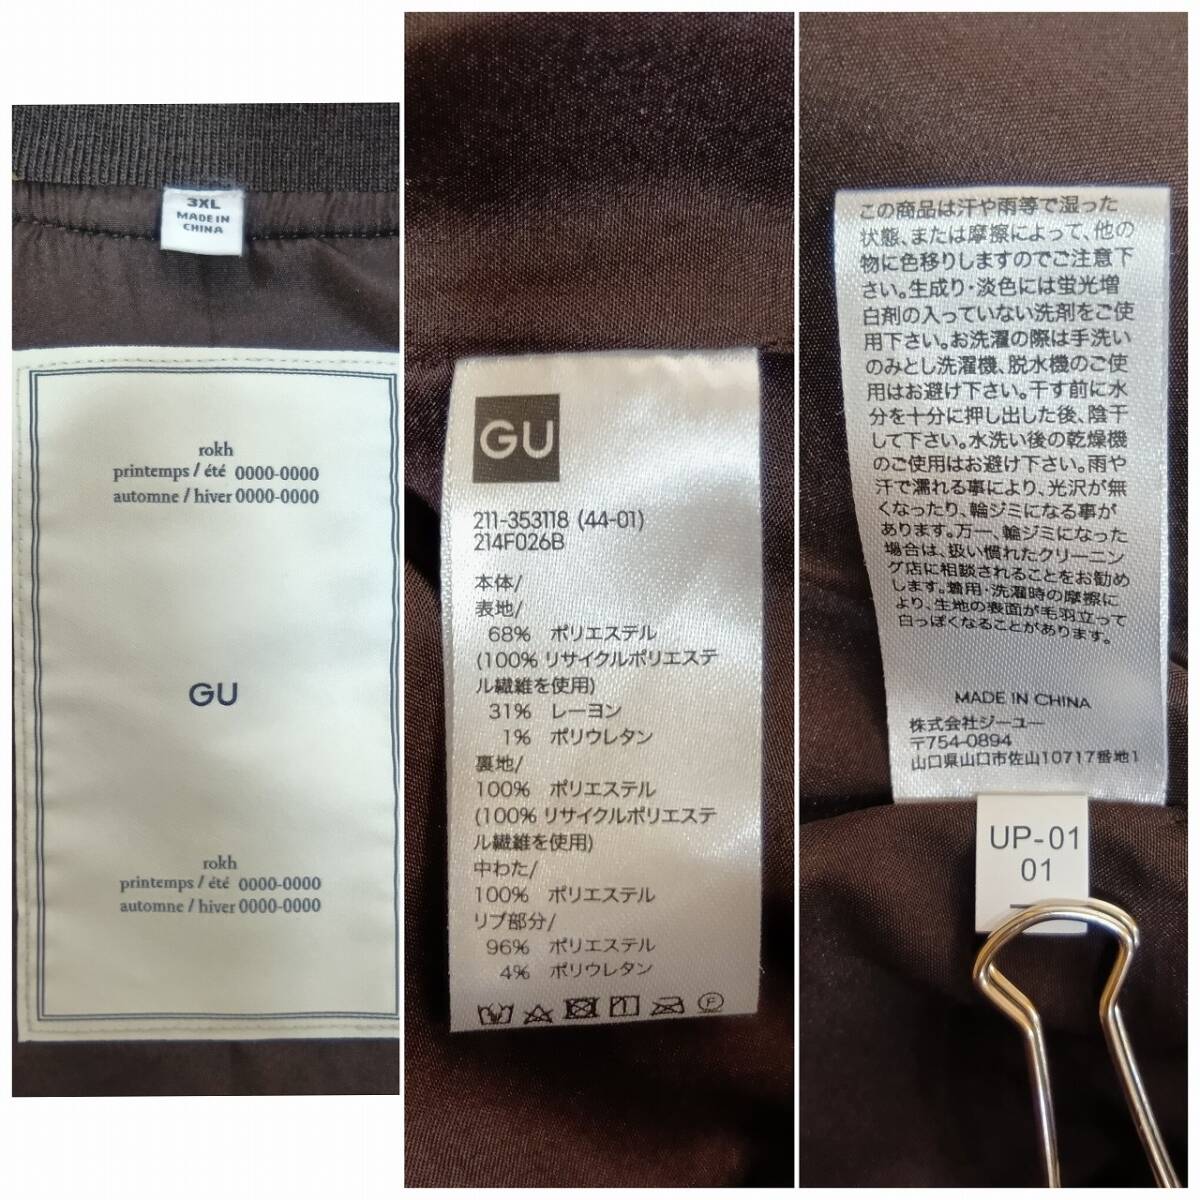 3XL
MADE IN
CHINA
rokh
printemps / été 0000-0000
automne / hiver 0000-0000
GU
rokh
printemps / été 0000-0000
automne / hiver 0000-0000
GU
211-353118 (44-01)
214F026B
本体/
表地/
68% ポリエステル
(100% リサイクルポリエステ
ル繊維を使用)
31% レーヨン
1% ポリウレタン
裏地/
100% ポリエステル
(100% リサイクルポリエステ
ル繊維を使用)
中わた/
100% ポリエステル
リブ部分/
96% ポリエステル
4% ポリウレタン
F
この商品は汗や雨等で湿った
状態、または摩擦によって、他の
物に色移りしますのでご注意下
さい。生成り・淡色には蛍光増
白剤の入っていない洗剤をご使
用下さい。お洗濯の際は手洗い
のみとし洗濯機、脱水機のご使
用はお避け下さい。干す前に水
分を十分に押し出した後、陰干
して下さい。水洗い後の乾燥機
のご使用はお避け下さい。雨や
汗で濡れる事により、光沢が無
くなったり、輪ジミになる事が
あります。万一、輪ジミになった
場合は、扱い慣れたクリーニン
グ店に相談されることをお勧め
します。着用・洗濯時の摩擦に
より、生地の表面が毛羽立って
白っぽくなることがあります。
MADE IN CHINA
株式会社ジーユー
〒754-0894
山口県山口市佐山10717番地1
UP-01
01